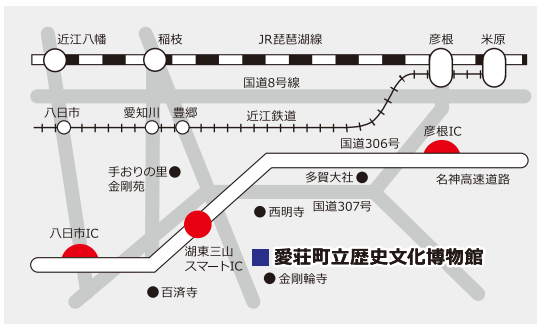 近江八幡
稲枝
JR琵琶湖線
彦根
米原
国道8号線
八日市
愛知川
豊郷
近江鉄道
彦根IC
国道306号
手おりの里
金剛苑
多賀大社
名神高速道路
西明寺
国道307号
八日市IC
湖東三山
スマートIC
愛荘町立歴史文化博物館
金剛輪寺
百済寺